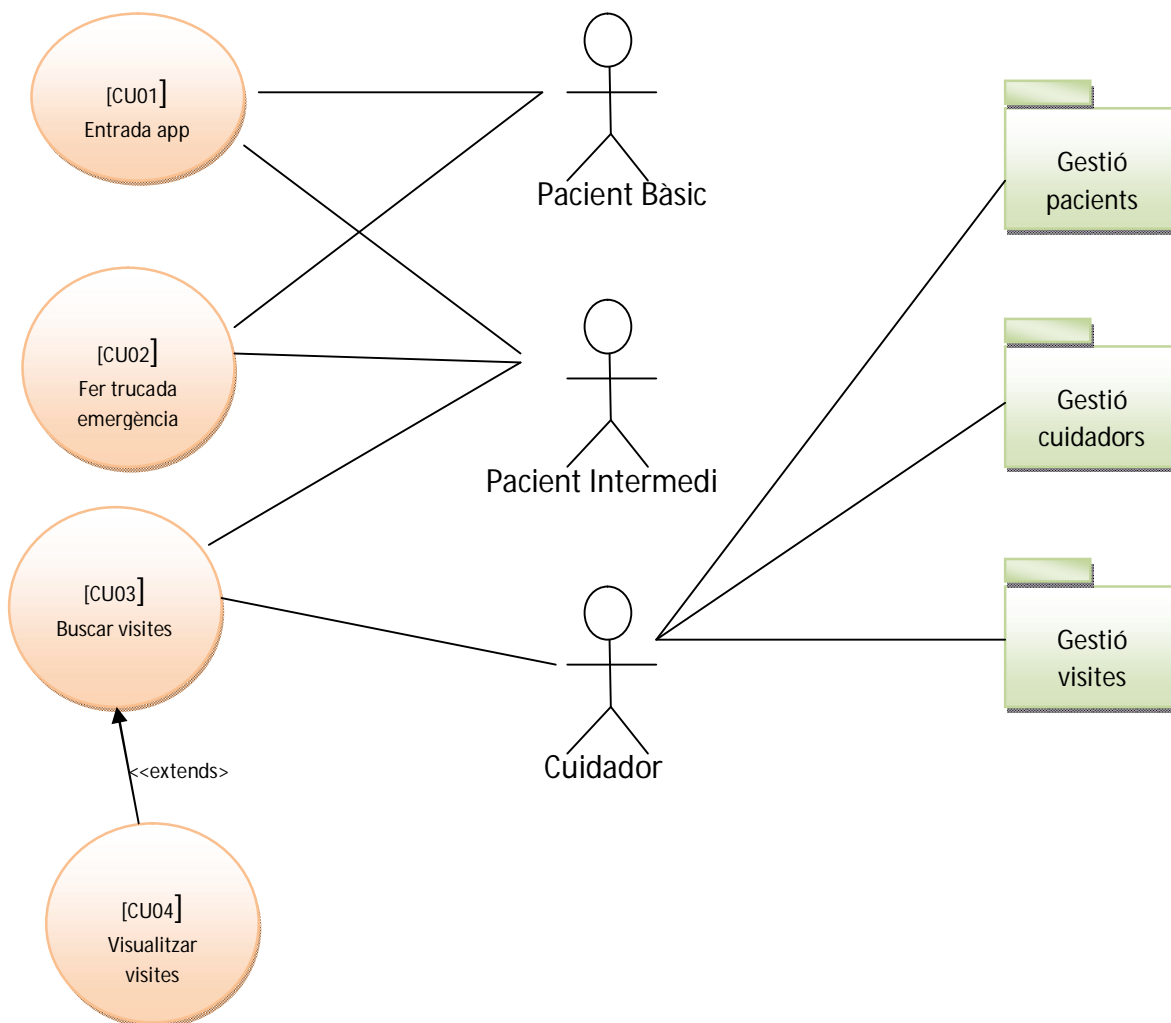 [CU01]
Entrada app
Pacient Bàsic
Gestió
pacients
[CU02]
Fer trucada
emergència
Pacient Intermedi
Gestió
cuidadors
[CU03]
Buscar visites
Cuidador
Gestió
visites
<<extends>
[CU04]
Visualitzar
visites